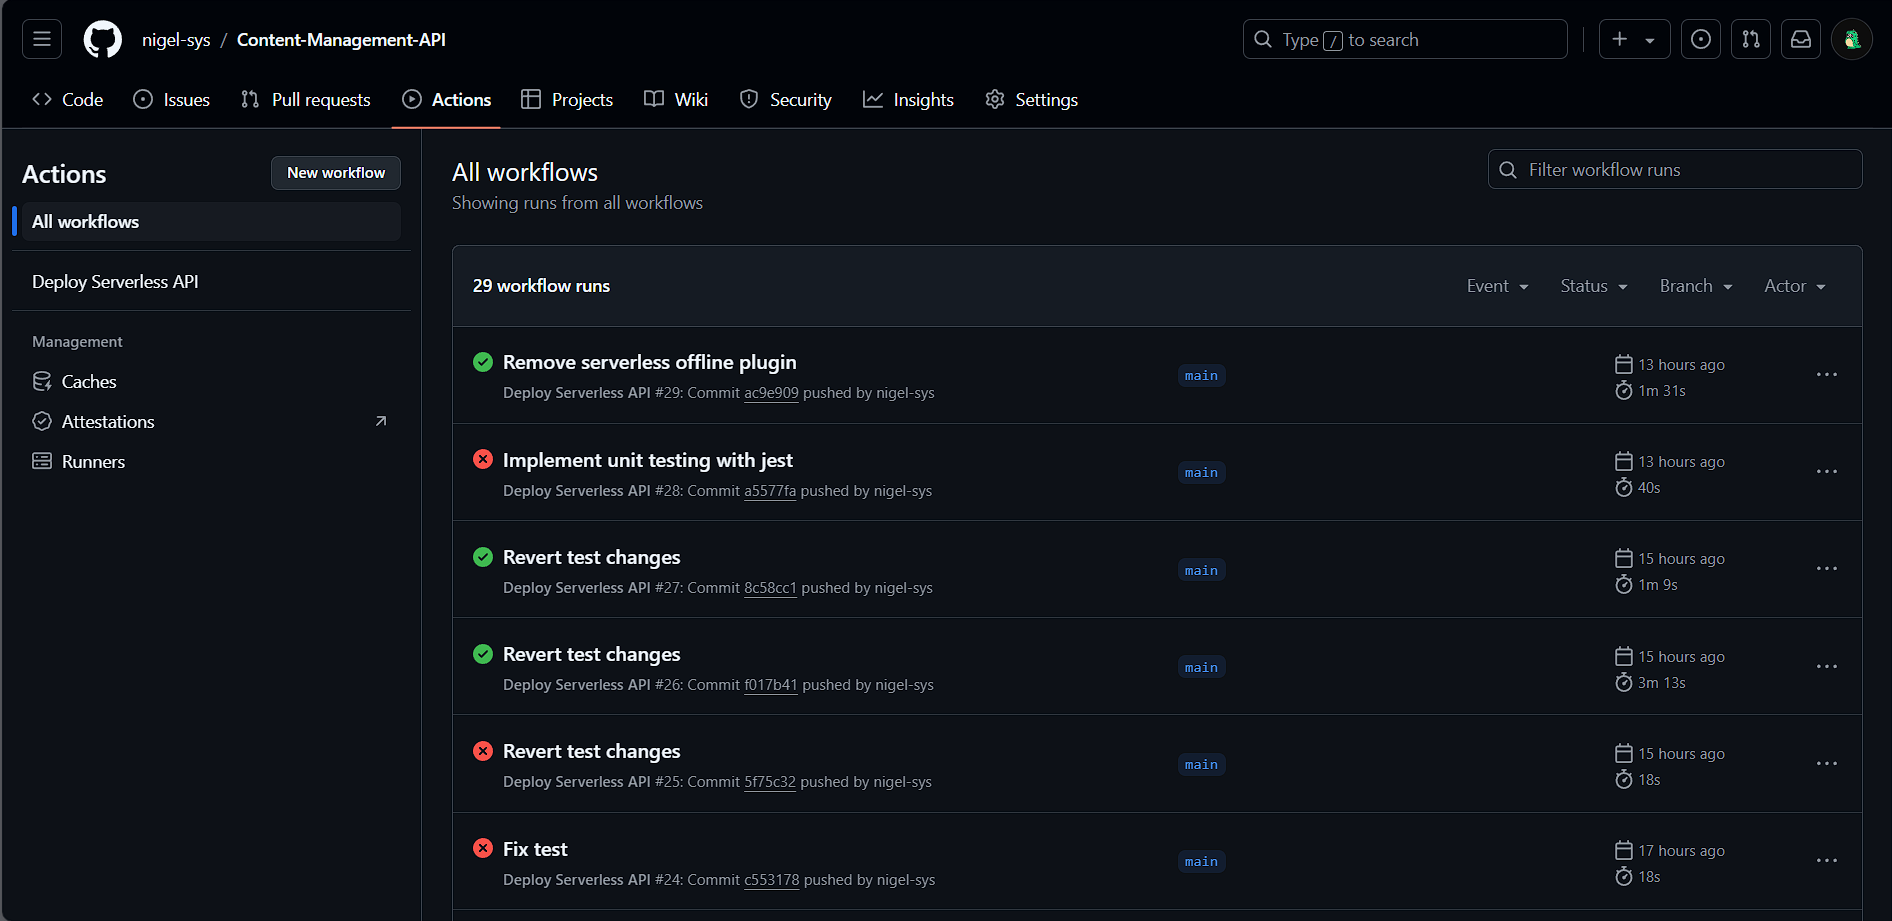 nigel-sys / Content-Management-API
Type / to search
Code Issues Pull requests Actions Projects Wiki Security Insights Settings
Actions
New workflow
All workflows
Deploy Serverless API
Management
Caches
Attestations
Runners
All workflows
Showing runs from all workflows
Filter workflow runs
29 workflow runs
Event Status Branch Actor
Remove serverless offline plugin
Deploy Serverless API #29: Commit ac9e909 pushed by nigel-sys
main
13 hours ago
1m 31s
Implement unit testing with jest
Deploy Serverless API #28: Commit a5577fa pushed by nigel-sys
main
13 hours ago
40s
Revert test changes
Deploy Serverless API #27: Commit 8c58cc1 pushed by nigel-sys
main
15 hours ago
1m 9s
Revert test changes
Deploy Serverless API #26: Commit f017b41 pushed by nigel-sys
main
15 hours ago
3m 13s
Revert test changes
Deploy Serverless API #25: Commit 5f75c32 pushed by nigel-sys
main
15 hours ago
18s
Fix test
Deploy Serverless API #24: Commit c553178 pushed by nigel-sys
main
17 hours ago
18s